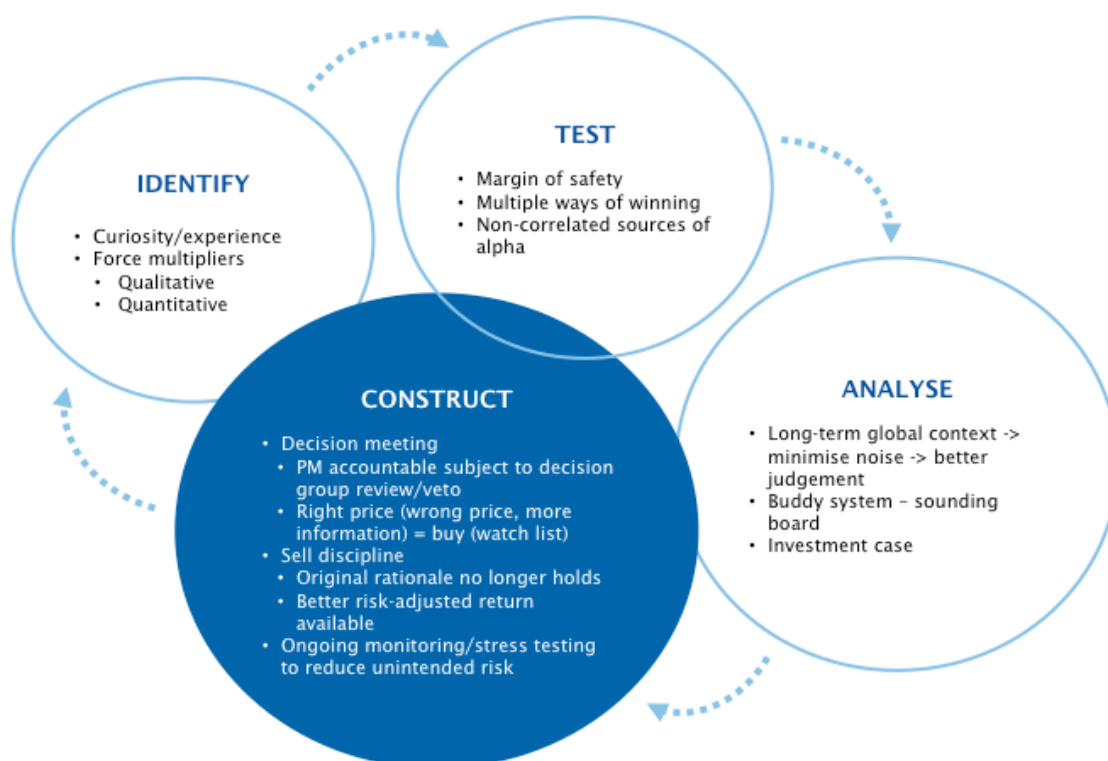 IDENTIFY
• Curiosity/experience
• Force multipliers
• Qualitative
• Quantitative
TEST
• Margin of safety
• Multiple ways of winning
• Non-correlated sources of
alpha
ANALYSE
• Long-term global context ->
minimise noise -> better
judgement
• Buddy system – sounding
board
• Investment case
CONSTRUCT
• Decision meeting
• PM accountable subject to decision
group review/veto
• Right price (wrong price, more
information) = buy (watch list)
• Sell discipline
• Original rationale no longer holds
• Better risk-adjusted return
available
• Ongoing monitoring/stress testing
to reduce unintended risk